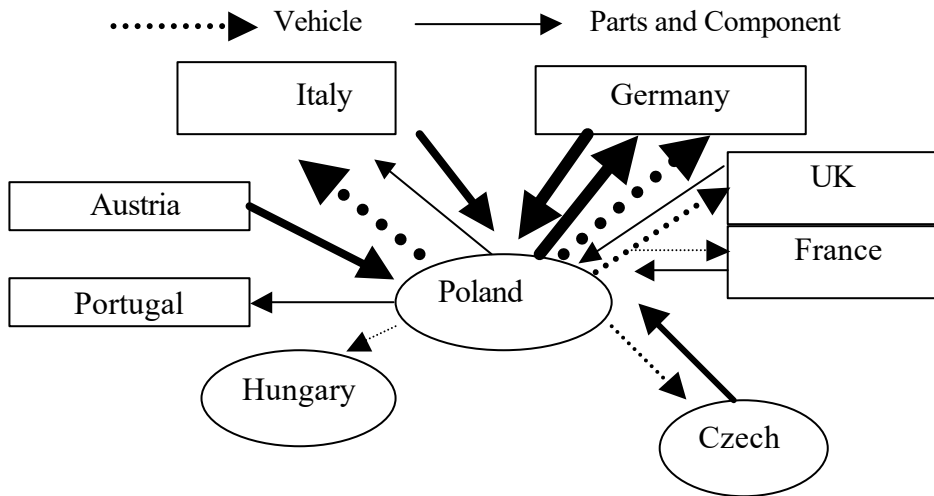 Vehicle Parts and Component
Italy Germany
UK
Austria
France
Portugal Poland
Hungary
Czech